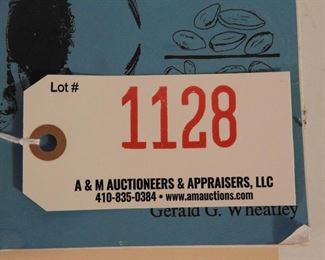 Lot #
1128
A & M AUCTIONEERS & APPRAISERS, LLC
410-835-0384 • www.amauctions.com
Gerald G. Wheatley